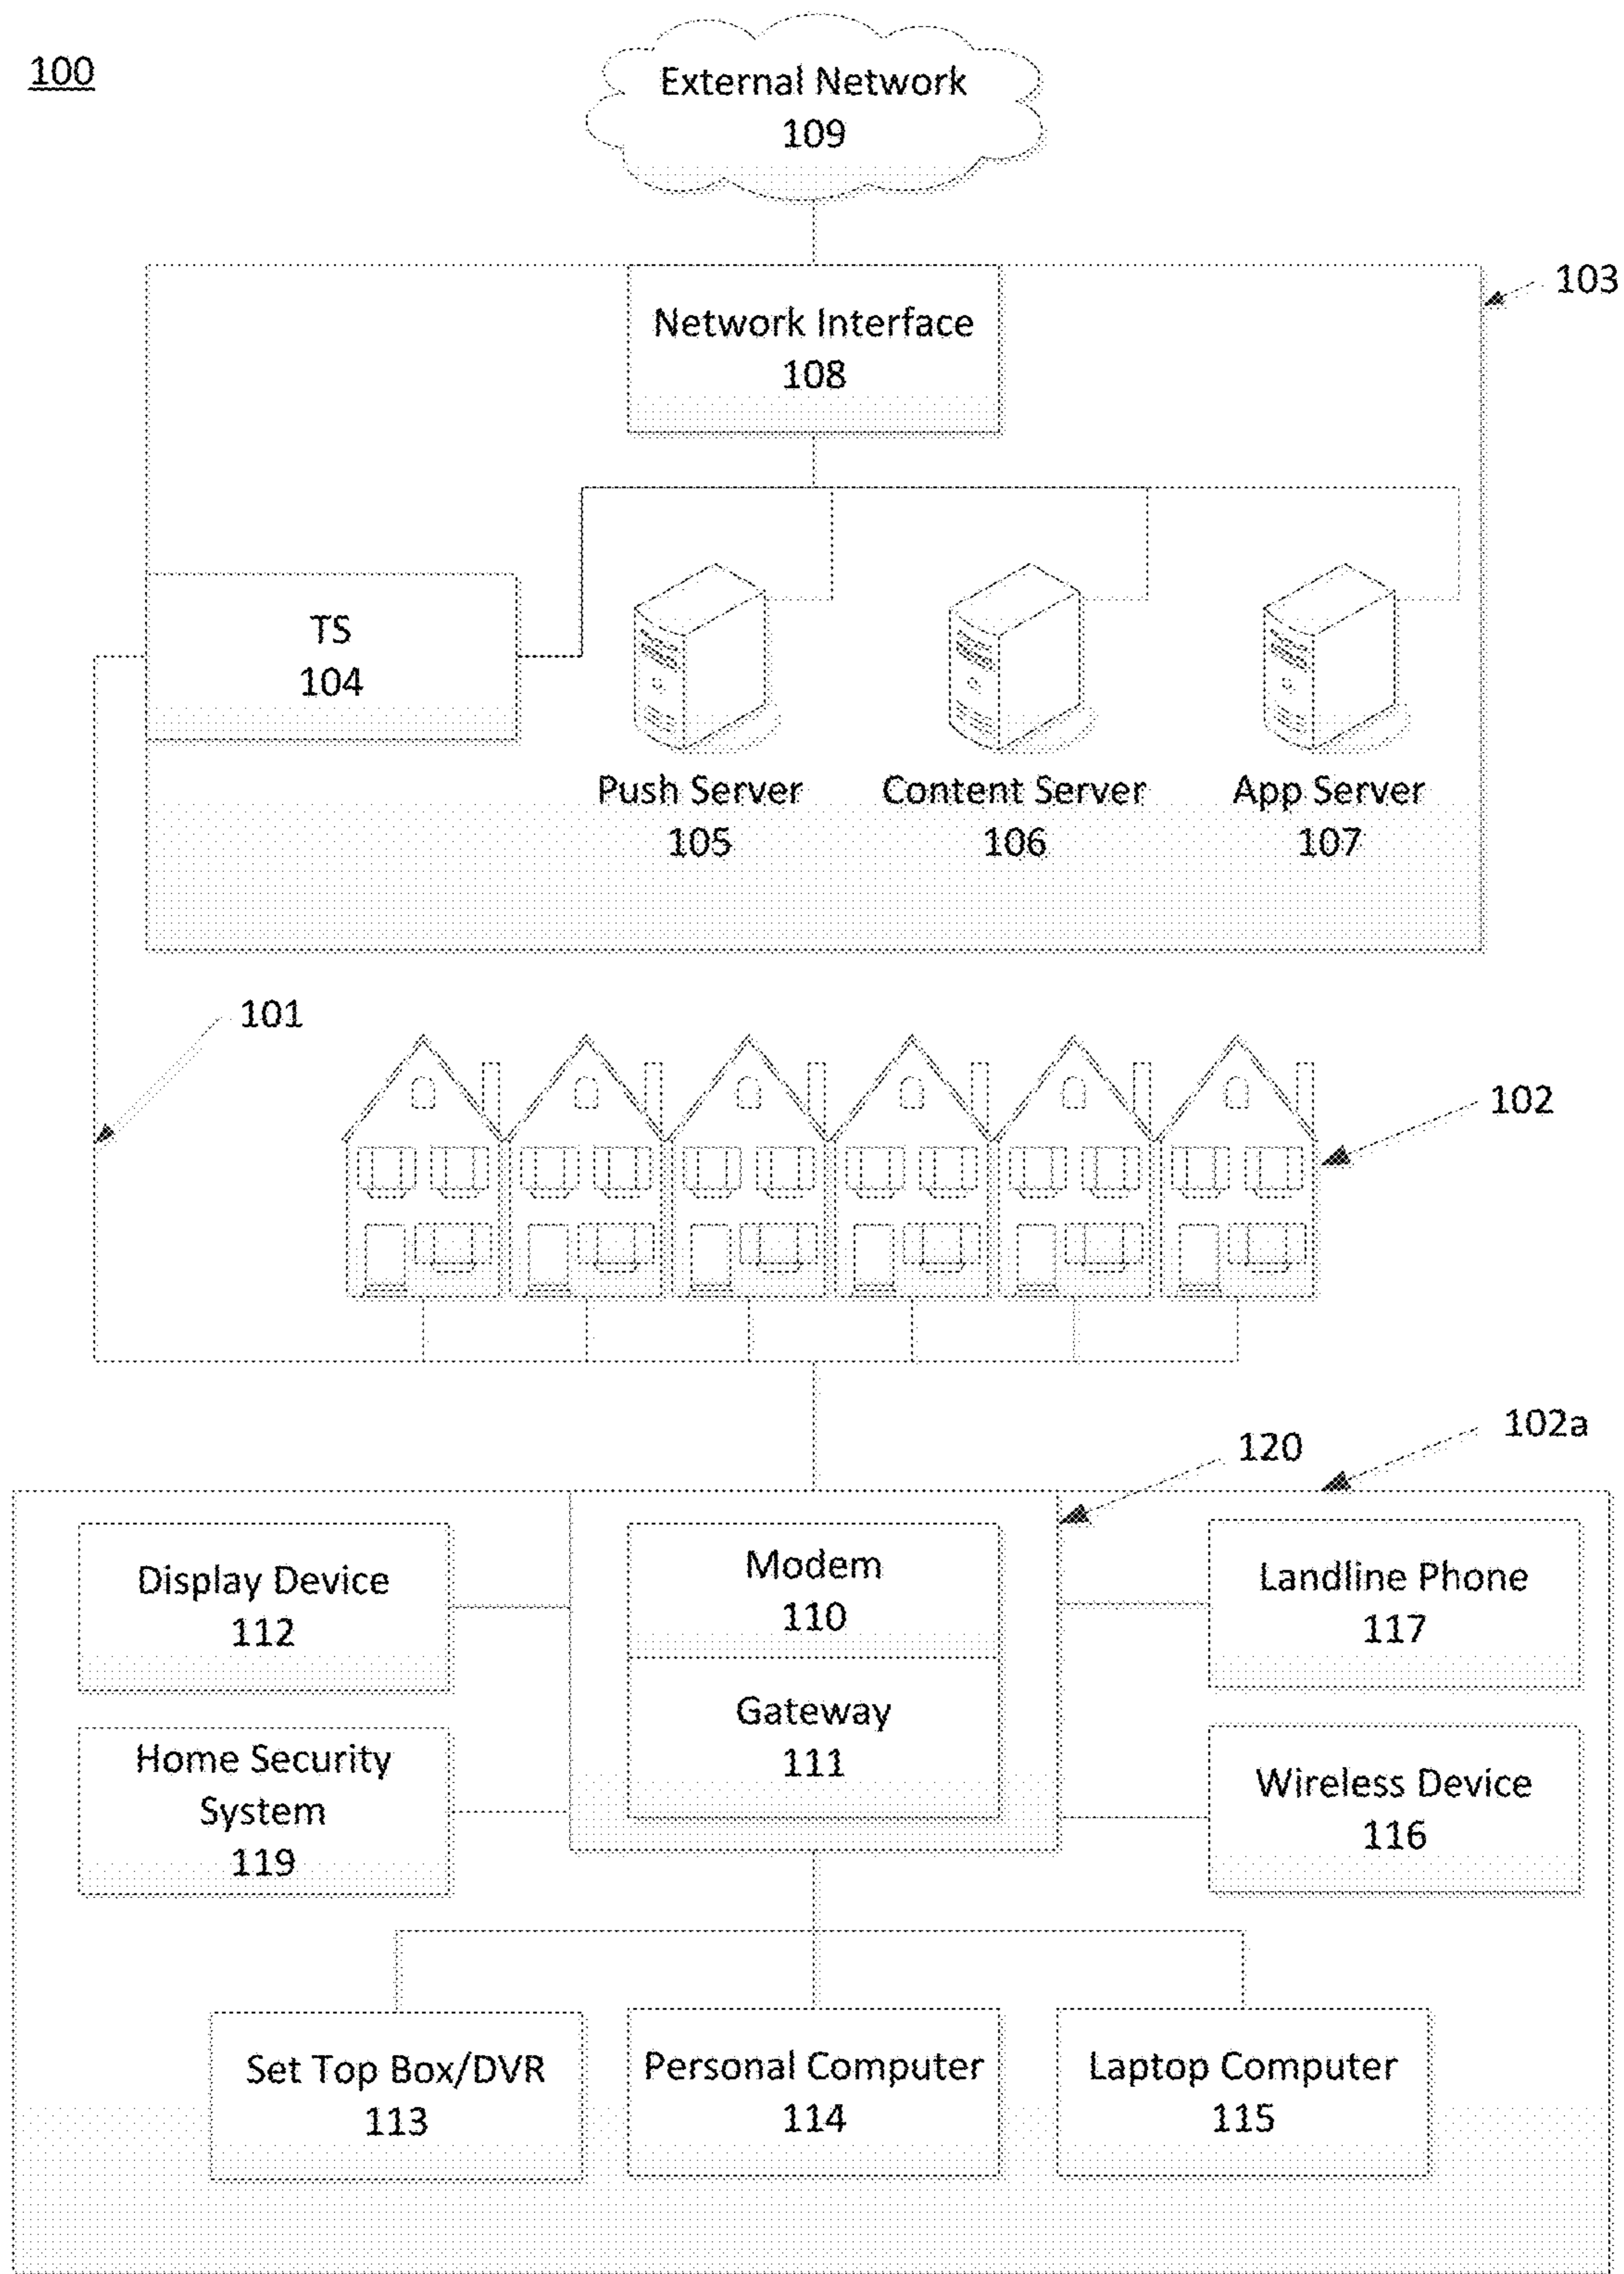 100
External Network
109
103
Network Interface
108
TS
104
Push Server
105
Content Server
106
App Server
107
101
102
102a
120
Display Device
112
Modem
110
Landline Phone
117
Gateway
111
Home Security
System
119
Wireless Device
116
Set Top Box/DVR
113
Personal Computer
114
Laptop Computer
115